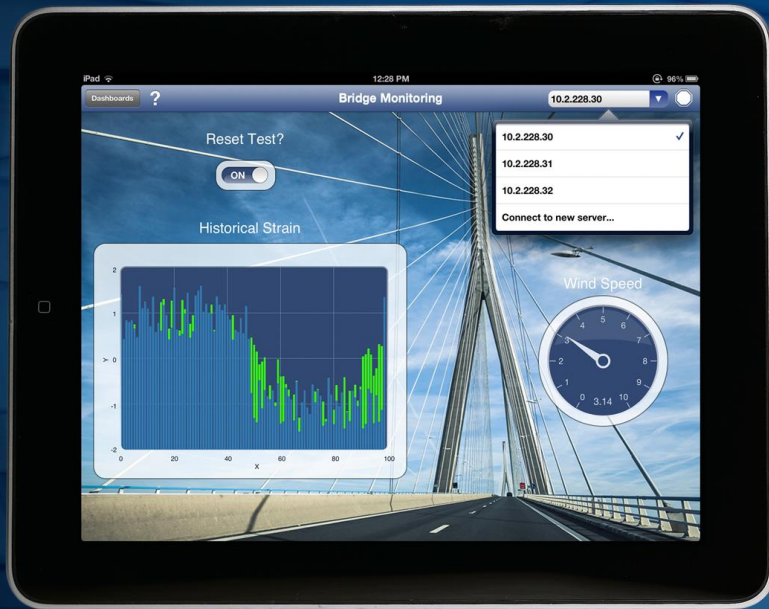 iPad
12:28 PM
96%
Dashboards
?
Bridge Monitoring
10.2.228.30
10.2.228.30
10.2.228.31
10.2.228.32
Connect to new server...
Reset Test?
ON
Historical Strain
2
1
0
-1
-2
Y
0 20 40 60 80 100
X
Wind Speed
0 1 2 3 4 5 6 7 8 9 10
3.14